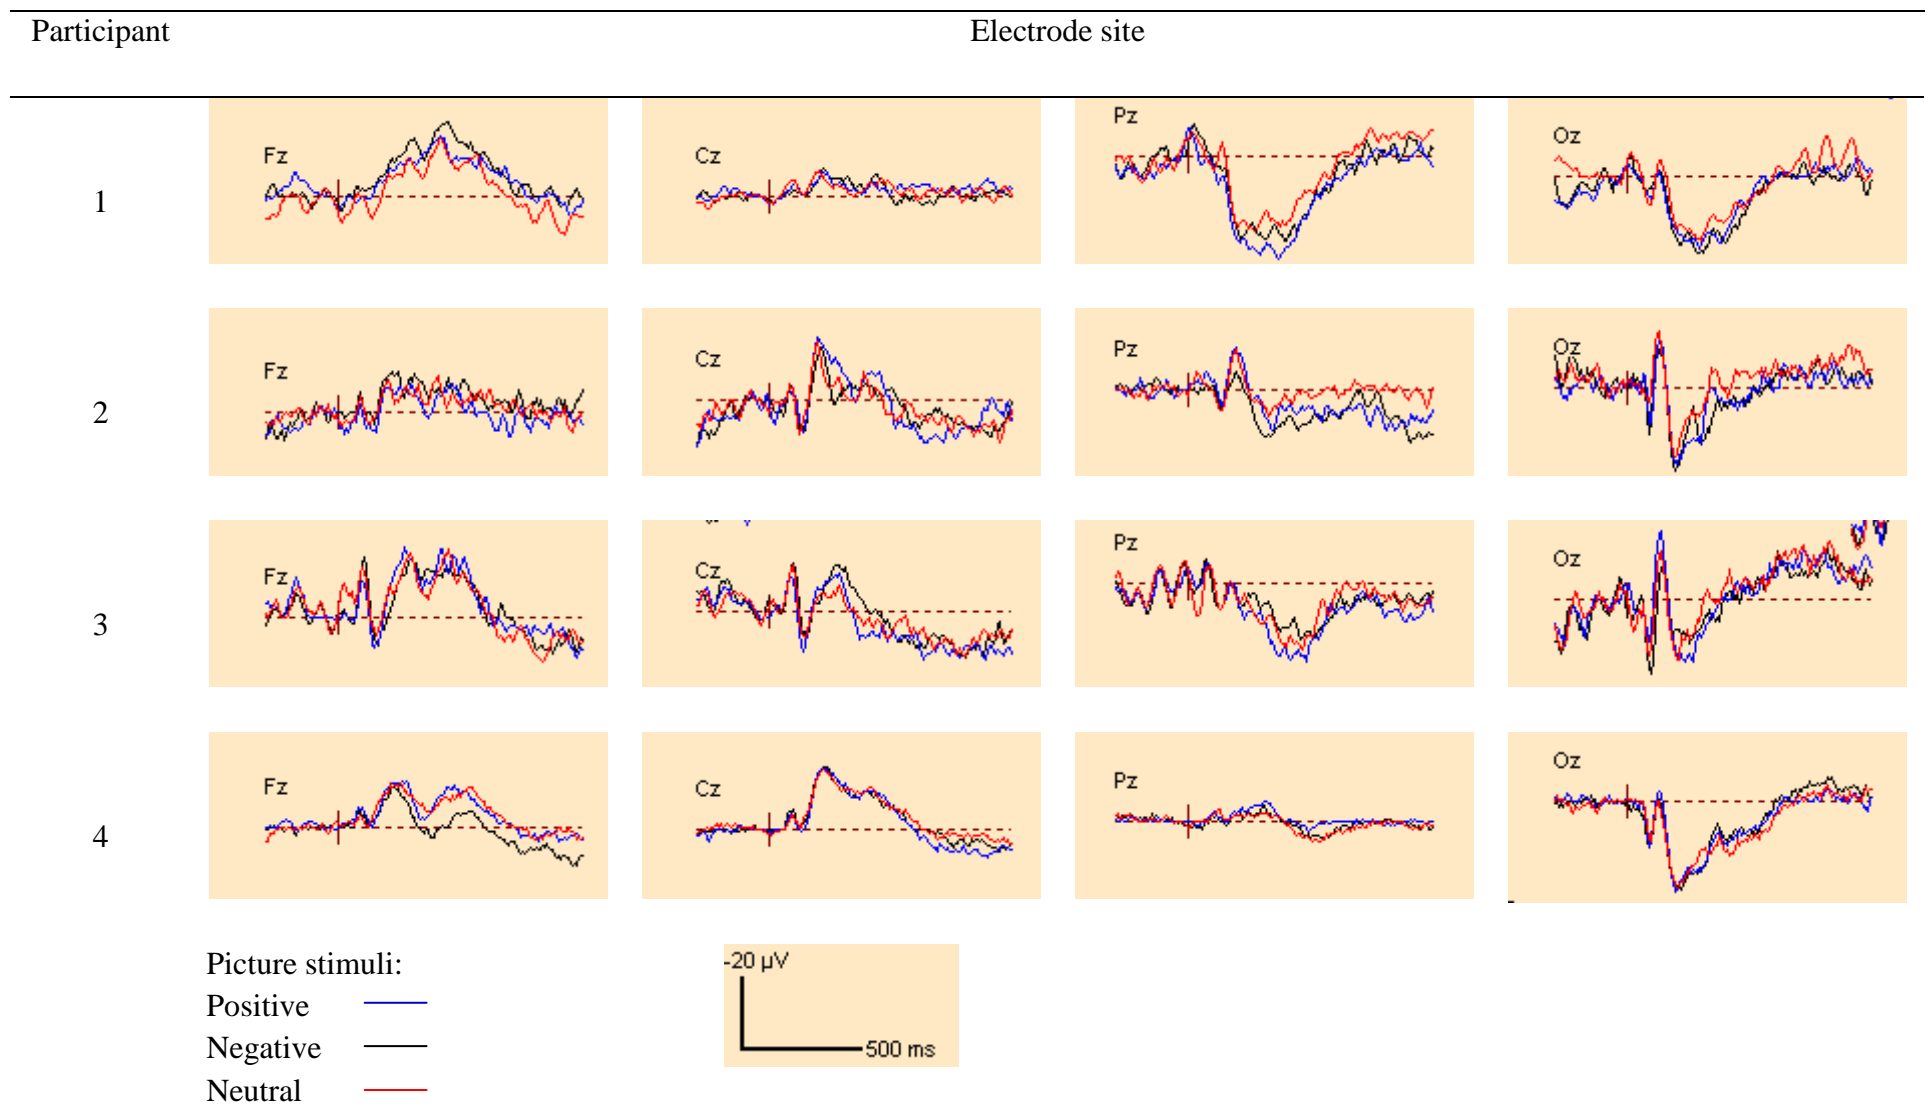 Participant Electrode site
1 Fz Cz Pz Oz
2 Fz Cz Pz Oz
3 Fz Cz Pz Oz
4 Fz Cz Pz Oz
Picture stimuli:
Positive
Negative
Neutral
-20 µV
500 ms